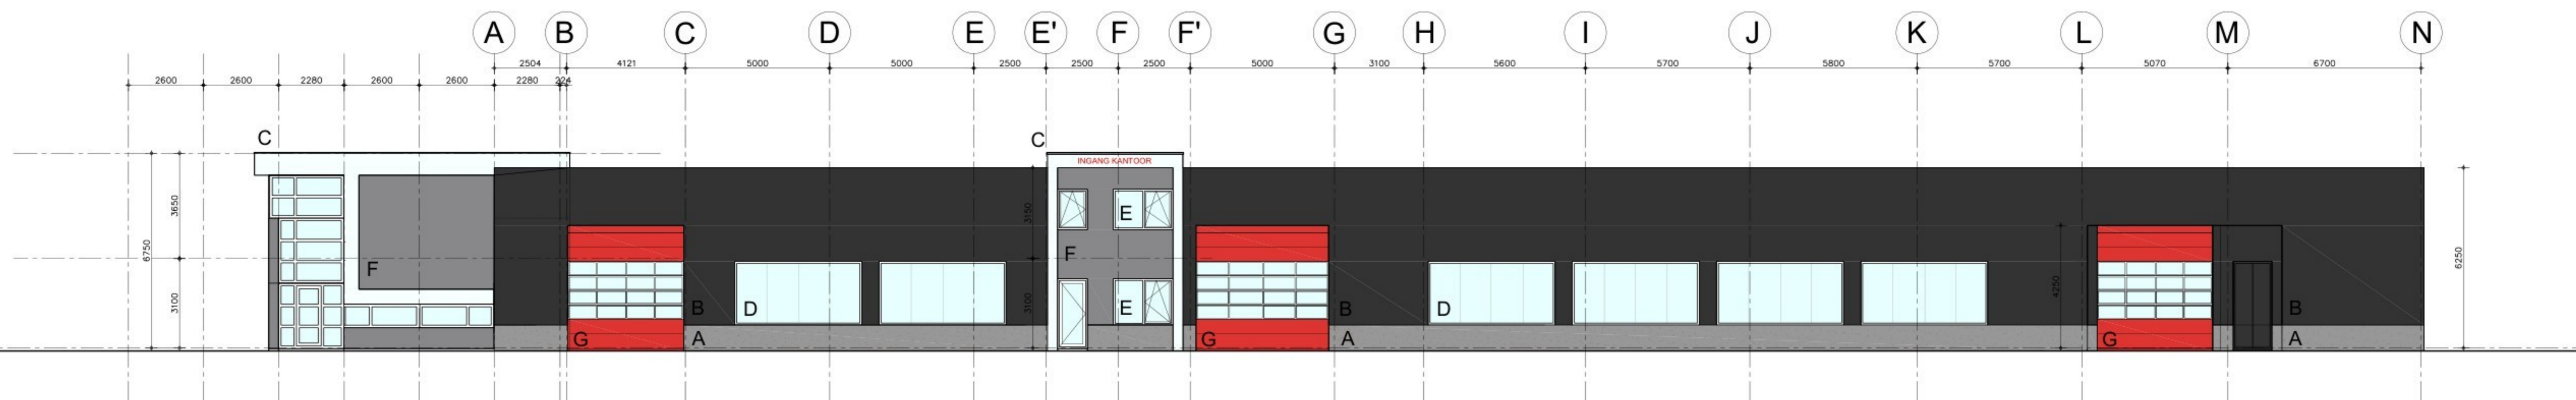 A B C D E E' F F' G H I J K L M N
2504 4121 5000 5000 2500 2500 2500 5000 3100 5600 5700 5800 5700 5070 6700
2600 2600 2280 2600 2600 2280 224
C C
INGANG KANTOOR
3650 3150 6750 6250
E
F F
3100 3100 4250
B D E B D B
G A G A G A